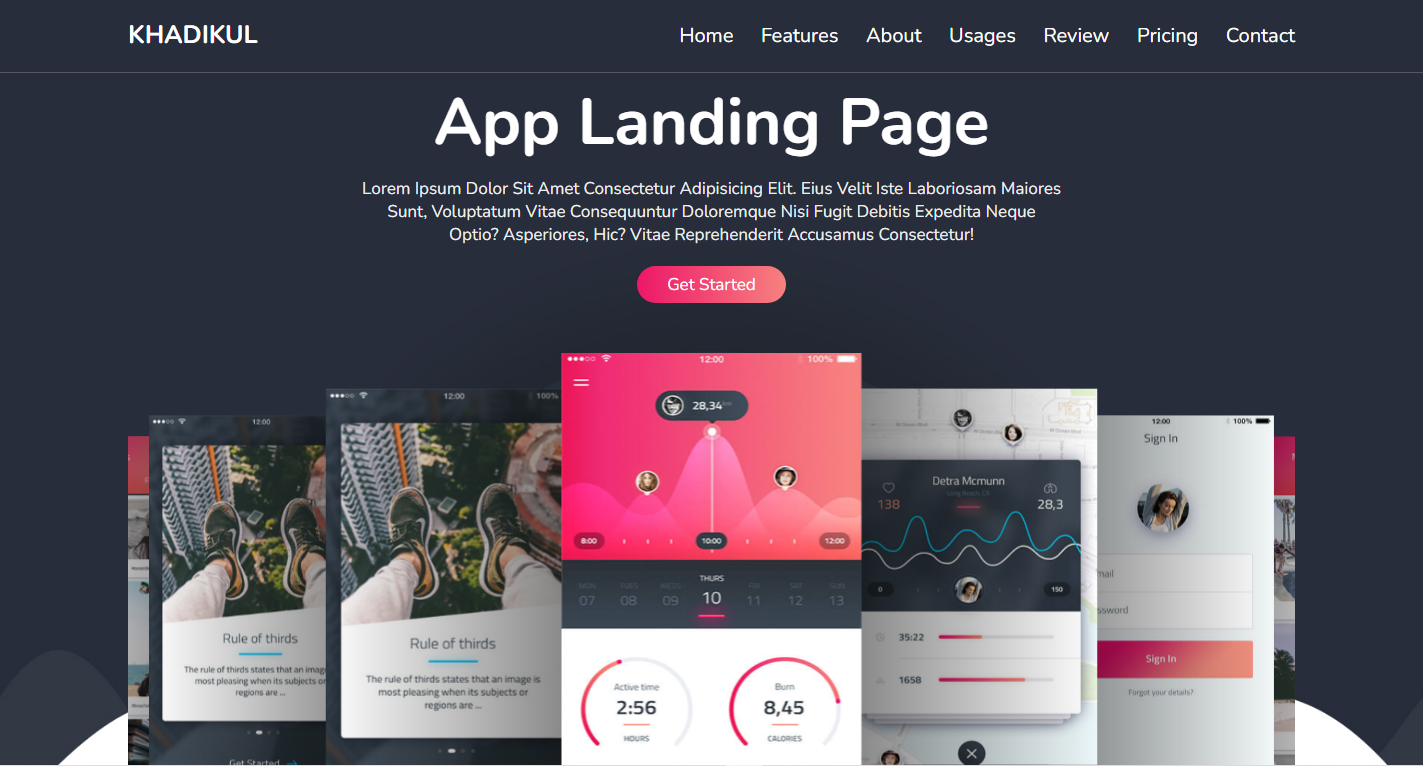 KHADIKUL
Home Features About Usages Review Pricing Contact
App Landing Page
Lorem Ipsum Dolor Sit Amet Consectetur Adipisicing Elit. Eius Velit Iste Laboriosam Maiores
Sunt, Voluptatum Vitae Consequuntur Doloremque Nisi Fugit Debitis Expedita Neque
Optio? Asperiores, Hic? Vitae Reprehenderit Accusamus Consectetur!
Get Started
12:00
Rule of thirds
The rule of thirds states that an imag
most pleasing when its subjects or
regions are ...
Get Started
12:00 100%
Rule of thirds
The rule of thirds states that an image is
most pleasing when its subjects or
regions are ...
12:00 100%
28,34
8:00 10:00 12:00
MON TUES WEDS THURS FRI SAT SUN
07 08 09 10 11 12 13
Active time
2:56
HOURS
Burn
8,45
CALORIES
Detra Mcmunn
Long Beach, CA
138 28,3
0 150
35:22
1658
12:00 100%
Sign In
mail
ssword
Sign In
Forgot your details?